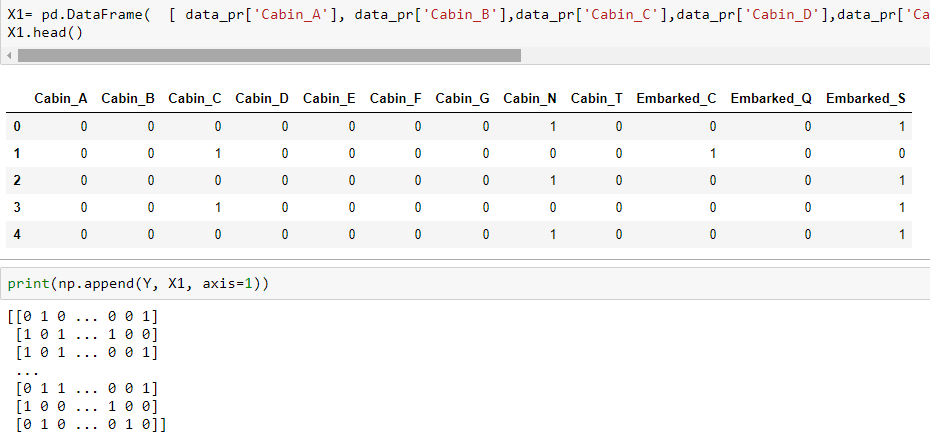 X1= pd.DataFrame(  [ data_pr['Cabin_A'], data_pr['Cabin_B'],data_pr['Cabin_C'],data_pr['Cabin_D'],data_pr['Ca
X1.head()
Cabin_A Cabin_B Cabin_C Cabin_D Cabin_E Cabin_F Cabin_G Cabin_N Cabin_T Embarked_C Embarked_Q Embarked_S
0 0 0 0 0 0 0 0 1 0 0 0 1
1 0 0 1 0 0 0 0 0 0 1 0 0
2 0 0 0 0 0 0 0 1 0 0 0 1
3 0 0 1 0 0 0 0 0 0 0 0 1
4 0 0 0 0 0 0 0 1 0 0 0 1
print(np.append(Y, X1, axis=1))
[[0 1 0 ... 0 0 1]
 [1 0 1 ... 1 0 0]
 [1 0 1 ... 0 0 1]
 ...
 [0 1 1 ... 0 0 1]
 [1 0 0 ... 1 0 0]
 [0 1 0 ... 0 1 0]]